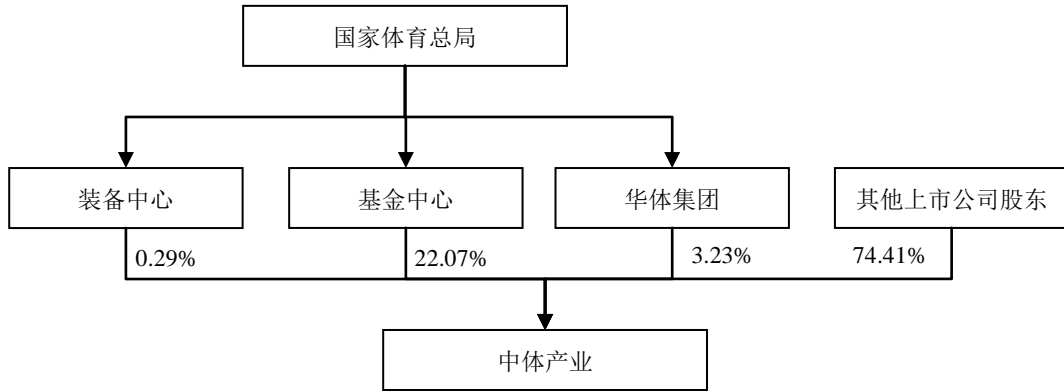 国家体育总局
装备中心
基金中心
华体集团
其他上市公司股东
0.29%
22.07%
3.23%
74.41%
中体产业